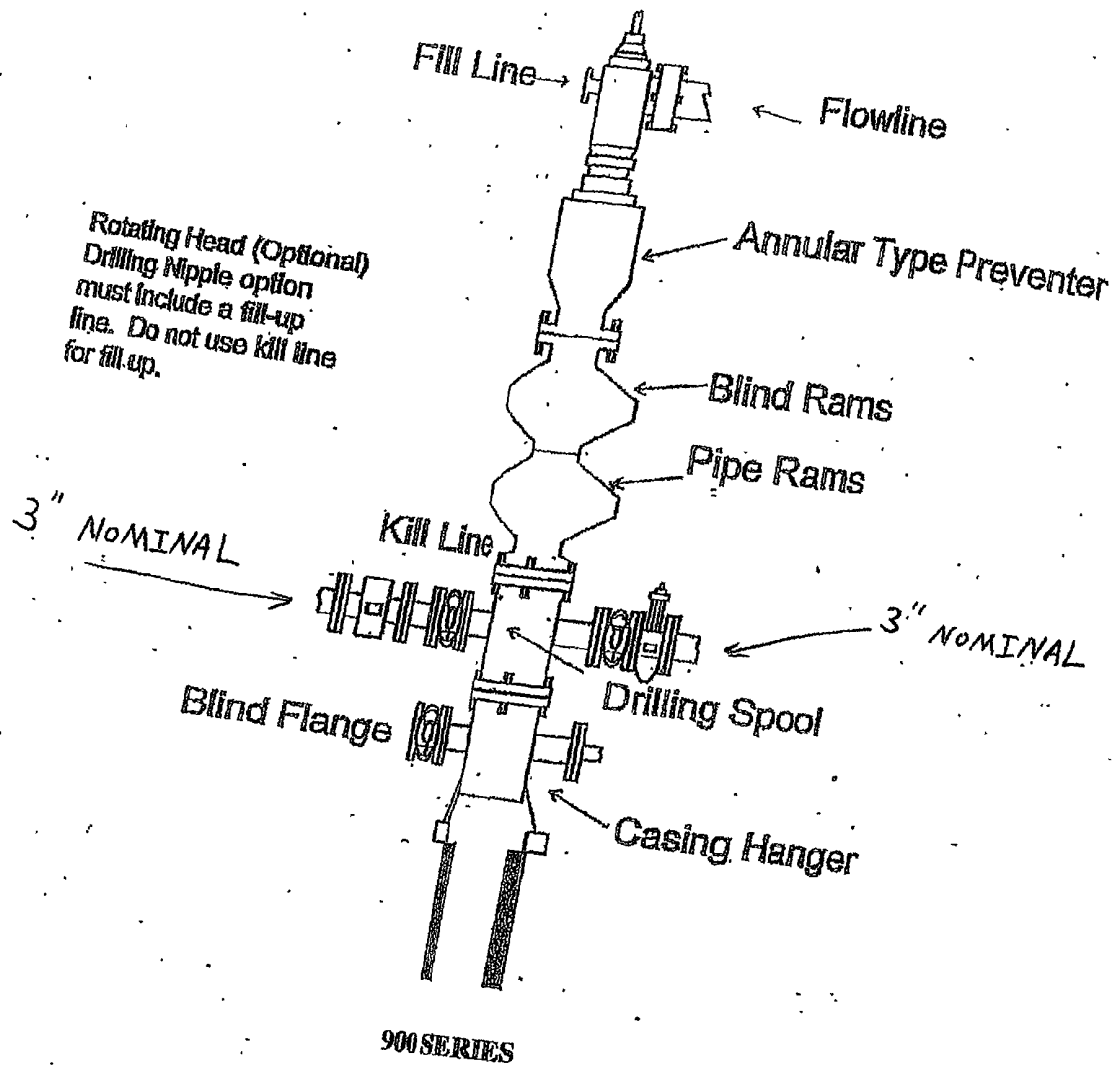 Fill Line
Flowline
Rotating Head (Optional)
Drilling Nipple option
must include a fill-up
line. Do not use kill line
for fill up.
Annular Type Preventer
Blind Rams
Pipe Rams
3" NOMINAL
Kill Line
3" NOMINAL
Drilling Spool
Blind Flange
Casing Hanger
900 SERIES